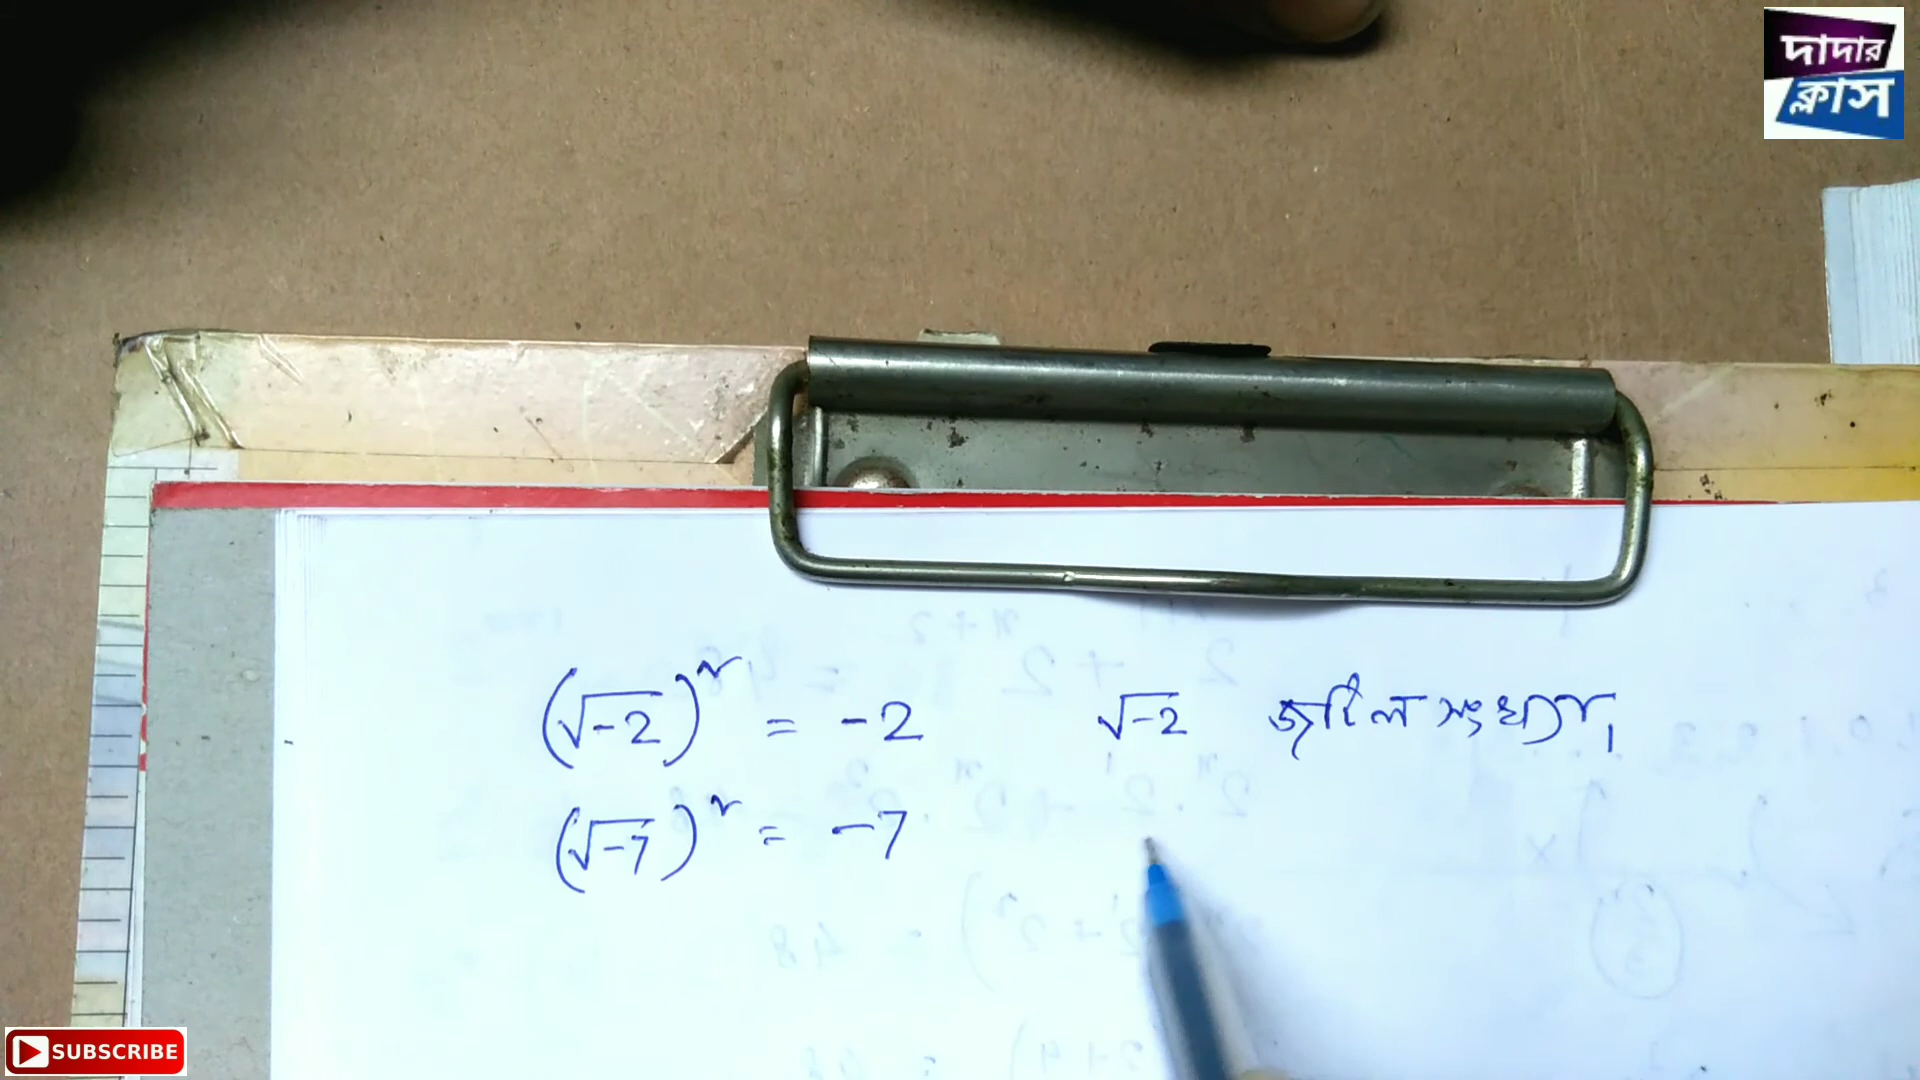 দাদার
ক্লাস
(√-2)² = -2 √-2 জটিল সংখ্যা।
(√-7)² = -7
SUBSCRIBE